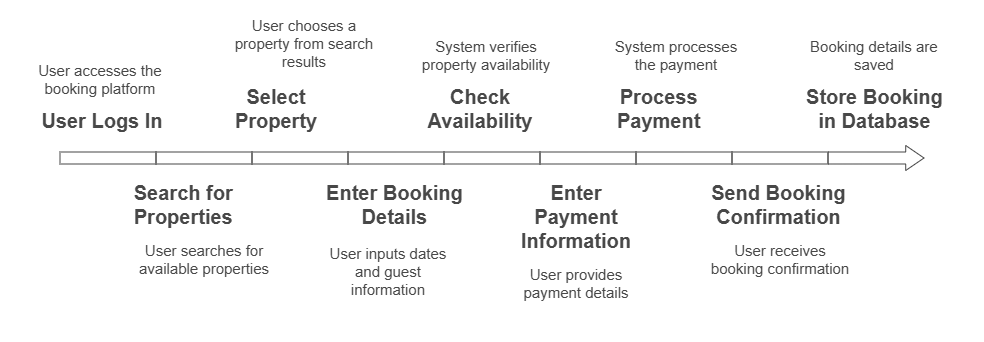 User accesses the
booking platform
User Logs In
Search for
Properties
User searches for
available properties
User chooses a
property from search
results
Select
Property
Enter Booking
Details
User inputs dates
and guest
information
System verifies
property availability
Check
Availability
Enter
Payment
Information
User provides
payment details
System processes
the payment
Process
Payment
Send Booking
Confirmation
User receives
booking confirmation
Booking details are
saved
Store Booking
in Database